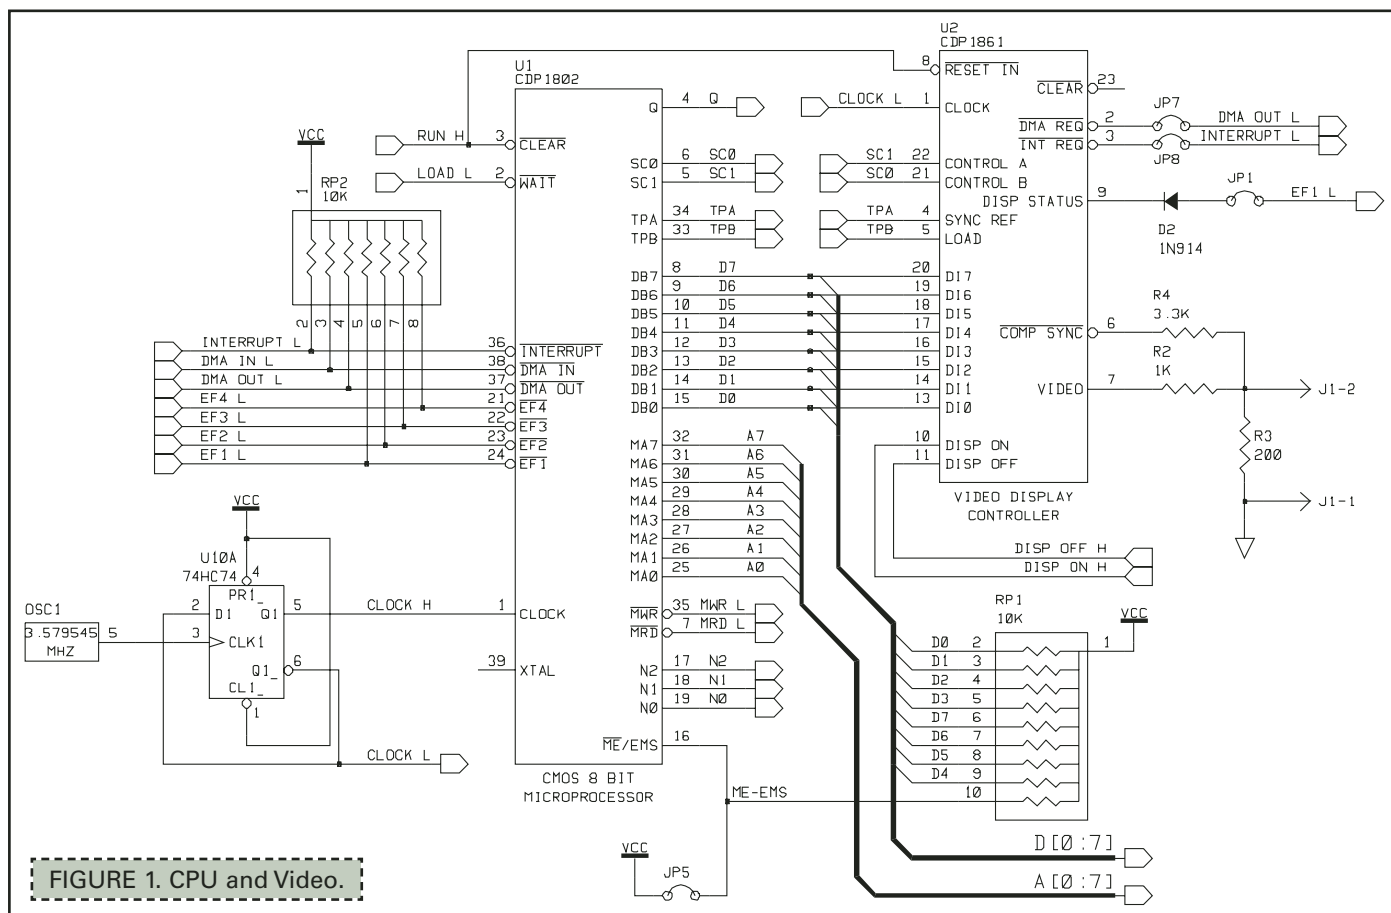 U1
CDP1802
U2
CDP1861
RUN H 3 CLEAR
LOAD L 2 WAIT
VCC
1
RP2
10K
2 3 4 5 6 7 8
INTERRUPT L 36 INTERRUPT
DMA IN L 38 DMA IN
DMA OUT L 37 DMA OUT
EF4 L 21 EF4
EF3 L 22 EF3
EF2 L 23 EF2
EF1 L 24 EF1
VCC
U10A
74HC74 4
PR1_
2 D1 Q1 5 CLOCK H 1 CLOCK
OSC1
3.579545 5
MHZ
3 CLK1
Q1_ 6
CL1_
1
39 XTAL
CLOCK L
Q 4 Q
SC0 6 SC0
SC1 5 SC1
TPA 34 TPA
TPB 33 TPB
DB7 8 D7
DB6 9 D6
DB5 10 D5
DB4 11 D4
DB3 12 D3
DB2 13 D2
DB1 14 D1
DB0 15 D0
MA7 32 A7
MA6 31 A6
MA5 30 A5
MA4 29 A4
MA3 28 A3
MA2 27 A2
MA1 26 A1
MA0 25 A0
MWR 35 MWR L
MRD 7 MRD L
N2 17 N2
N1 18 N1
N0 19 N0
ME/EMS 16
CMOS 8 BIT
MICROPROCESSOR
ME-EMS
VCC
JP5
8 RESET IN
CLEAR 23
CLOCK L 1 CLOCK
DMA REQ 2 JP7 DMA OUT L
INT REQ 3 JP8 INTERRUPT L
SC1 22 CONTROL A
SC0 21 CONTROL B
DISP STATUS 9 JP1 EF1 L
D2
1N914
TPA 4 SYNC REF
TPB 5 LOAD
20 DI7
19 DI6
18 DI5
17 DI4
16 DI3
15 DI2
14 DI1
13 DI0
R4
3.3K
COMP SYNC 6
R2
1K
VIDEO 7
J1-2
R3
200
J1-1
10 DISP ON
11 DISP OFF
VIDEO DISPLAY
CONTROLLER
DISP OFF H
DISP ON H
RP1
10K
1
VCC
D0 2
D1 3
D2 4
D3 5
D7 6
D6 7
D5 8
D4 9
10
D[0:7]
A[0:7]
FIGURE 1. CPU and Video.